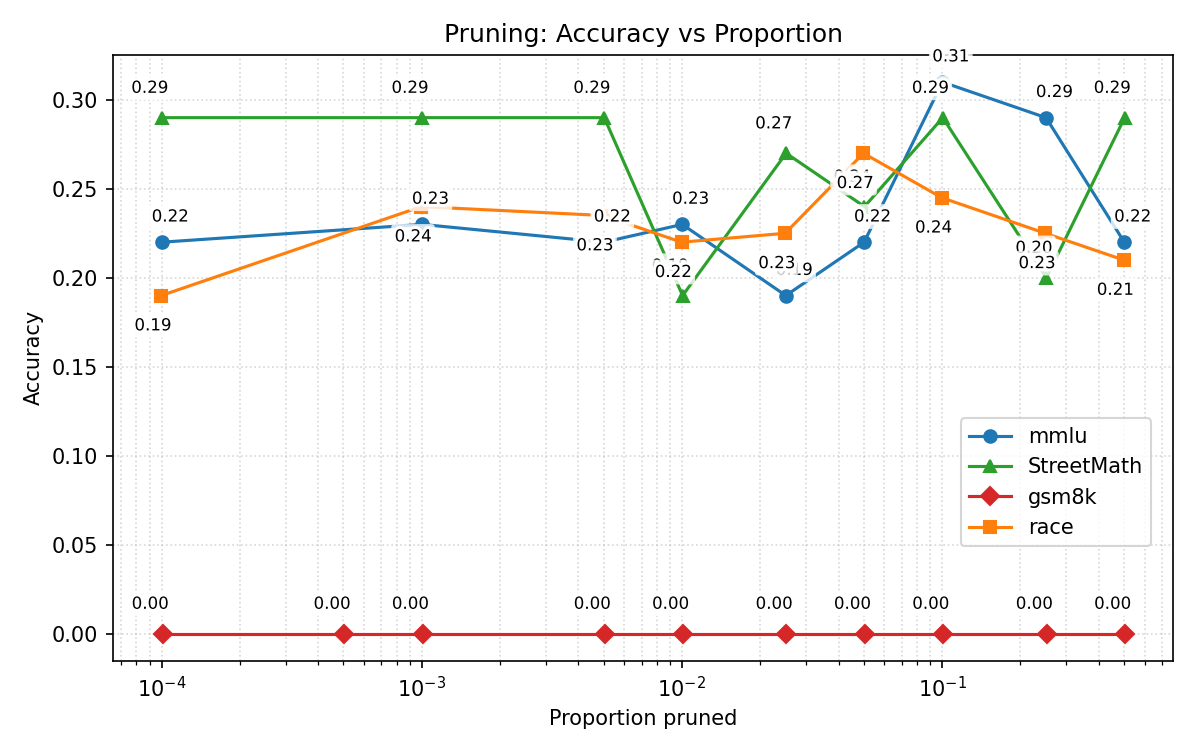 Pruning: Accuracy vs Proportion
0.31
0.29 0.29 0.29 0.29 0.29 0.29
0.30
0.27
0.25
0.27
0.23 0.23
0.22 0.22 0.22 0.22
0.24 0.24
0.23 0.20
0.22 0.23 0.23
0.20
0.21
0.19
0.15
0.10
0.05
0.00 0.00 0.00 0.00 0.00 0.00 0.00 0.00 0.00 0.00
0.00
Accuracy
mmlu
StreetMath
gsm8k
race
10⁻⁴ 10⁻³ 10⁻² 10⁻¹
Proportion pruned